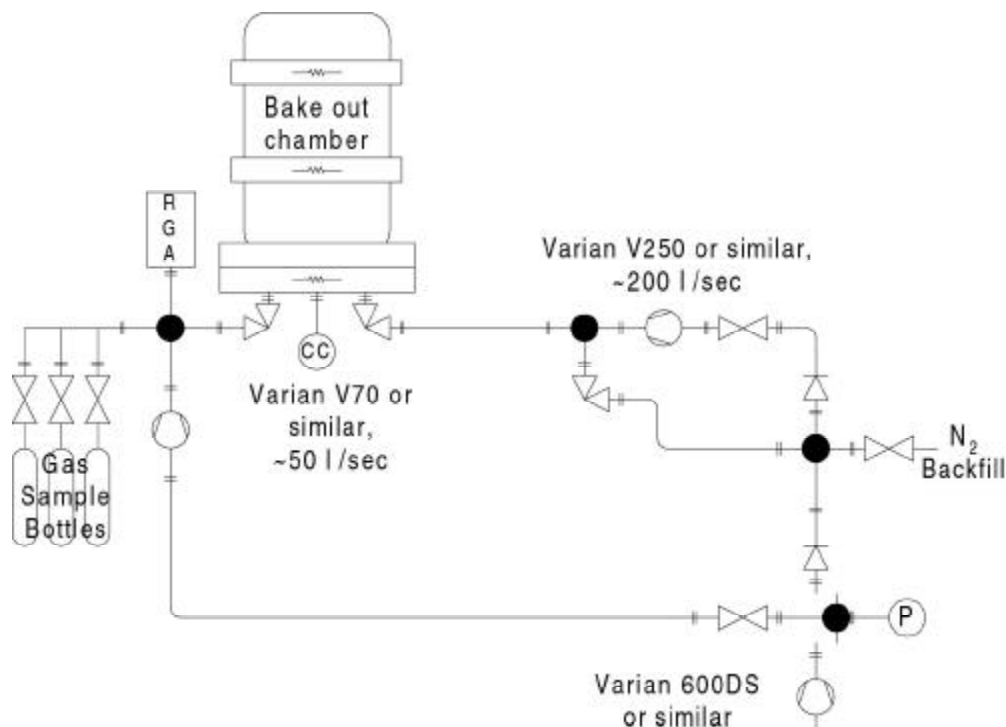 Bake out
chamber
R
G
A
Varian V250 or similar,
~200 l/sec
CC
Varian V70 or
similar,
~50 l/sec
N2
Backfill
Gas
Sample
Bottles
P
Varian 600DS
or similar